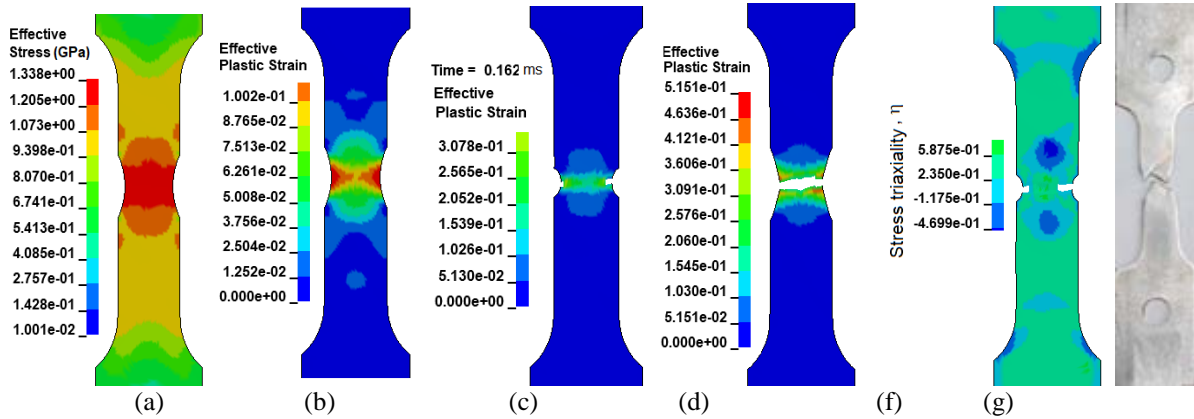 Effective
Stress (GPa)
1.338e+00
1.205e+00
1.073e+00
9.398e-01
8.070e-01
6.741e-01
5.413e-01
4.085e-01
2.757e-01
1.428e-01
1.001e-02
Effective
Plastic Strain
1.002e-01
8.765e-02
7.513e-02
6.261e-02
5.008e-02
3.756e-02
2.504e-02
1.252e-02
0.000e+00
Time = 0.162 ms
Effective
Plastic Strain
3.078e-01
2.565e-01
2.052e-01
1.539e-01
1.026e-01
5.130e-02
0.000e+00
Effective
Plastic Strain
5.151e-01
4.636e-01
4.121e-01
3.606e-01
3.091e-01
2.576e-01
2.060e-01
1.545e-01
1.030e-01
5.151e-02
0.000e+00
Stress triaxiality , η
5.875e-01
2.350e-01
-1.175e-01
-4.699e-01
(a) (b) (c) (d) (f) (g)